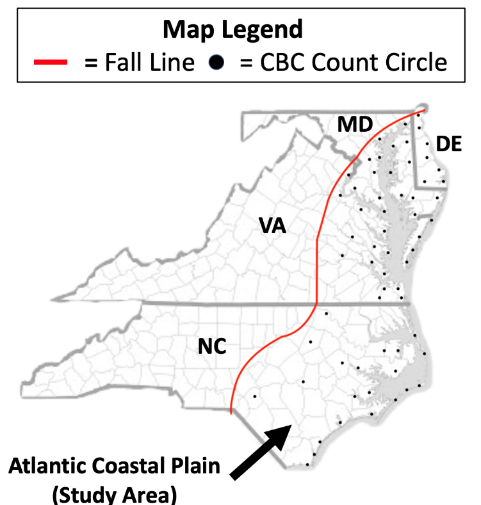 Map Legend
= Fall Line = CBC Count Circle
MD
DE
VA
NC
Atlantic Coastal Plain
(Study Area)